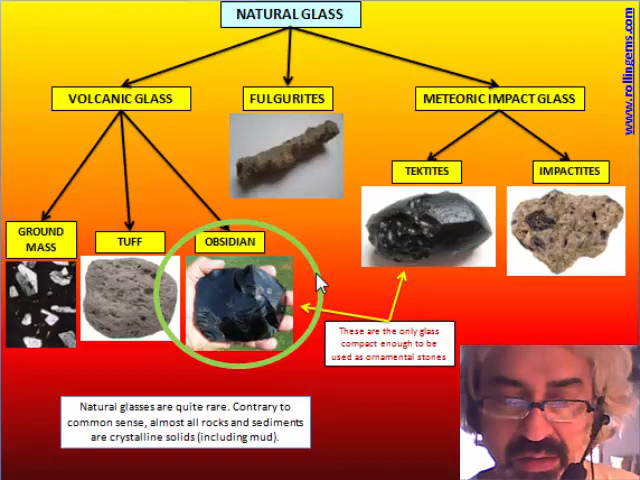 NATURAL GLASS
www.rollingems.com
VOLCANIC GLASS
FULGURITES
METEORIC IMPACT GLASS
TEKTITES
IMPACTITES
GROUND
MASS
TUFF
OBSIDIAN
These are the only glass
compact enough to be
used as ornamental stones
Natural glasses are quite rare. Contrary to
common sense, almost all rocks and sediments
are crystalline solids (including mud).